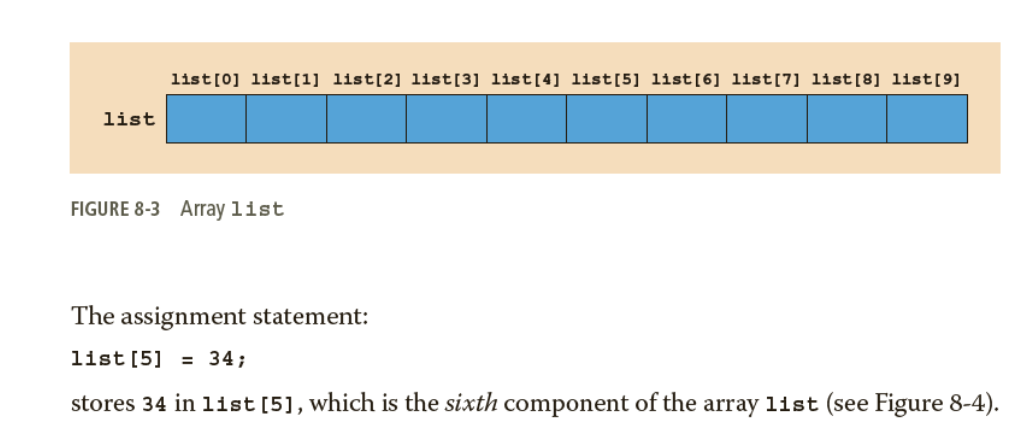 list[0] list[1] list[2] list[3] list[4] list[5] list[6] list[7] list[8] list[9]
list
FIGURE 8-3 Array list
The assignment statement:
list[5] = 34;
stores 34 in list[5], which is the sixth component of the array list (see Figure 8-4).